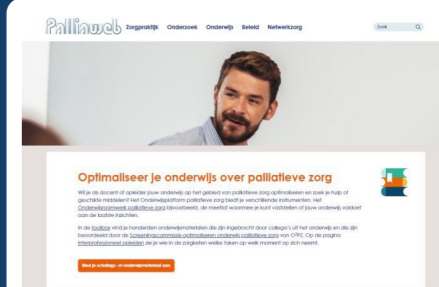 Palliaweb Zorgpraktijk Onderzoek Onderwijs Beleid Netwerkzorg Zoek
Optimaliseer je onderwijs over palliatieve zorg
Wil je als docent of opleider jouw onderwijs op het gebied van palliatieve zorg optimaliseren en zoek je hulp of
geschikte middelen? Het Onderwijsplatform palliatieve zorg biedt je verschillende instrumenten. Het
Onderwijsraamwerk palliatieve zorg bijvoorbeeld, de meetlat waarmee je kunt vaststellen of jouw onderwijs voldoet
aan de laatste inzichten.
In de toolbox vind je honderden onderwijsmaterialen die zijn ingebracht door collega's uit het onderwijs en die zijn
beoordeeld door de Screeningscommissie optimaliseren onderwijs palliatieve zorg van O²PZ. Op de pagina
Interprofessioneel opleiden zie je wie in de zorgketen welke taken op welk moment op zich neemt.